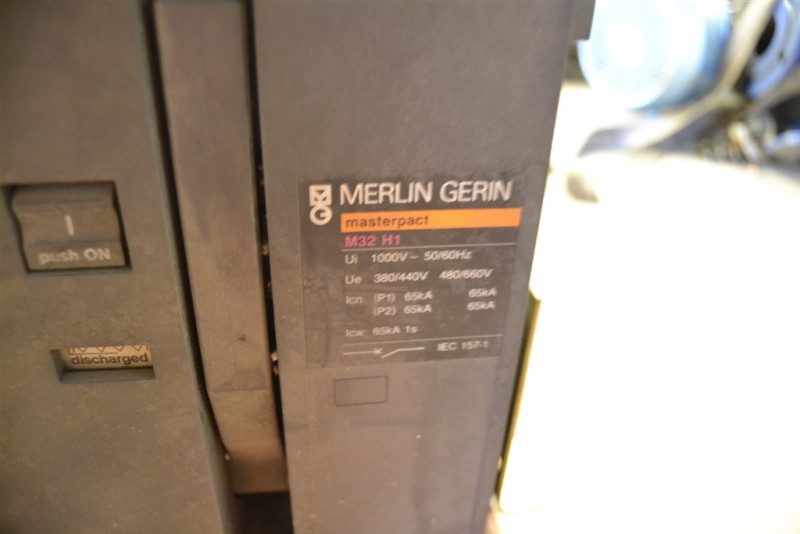 I
push ON
discharged
MG
MERLIN GERIN
masterpact
M32 H1
Ui 1000V ~ 50/60Hz
Ue 380/440V 480/660V
Icn (P1) 65kA 65kA
(P2) 65kA 65kA
Icw 65kA 1s
IEC 157-1